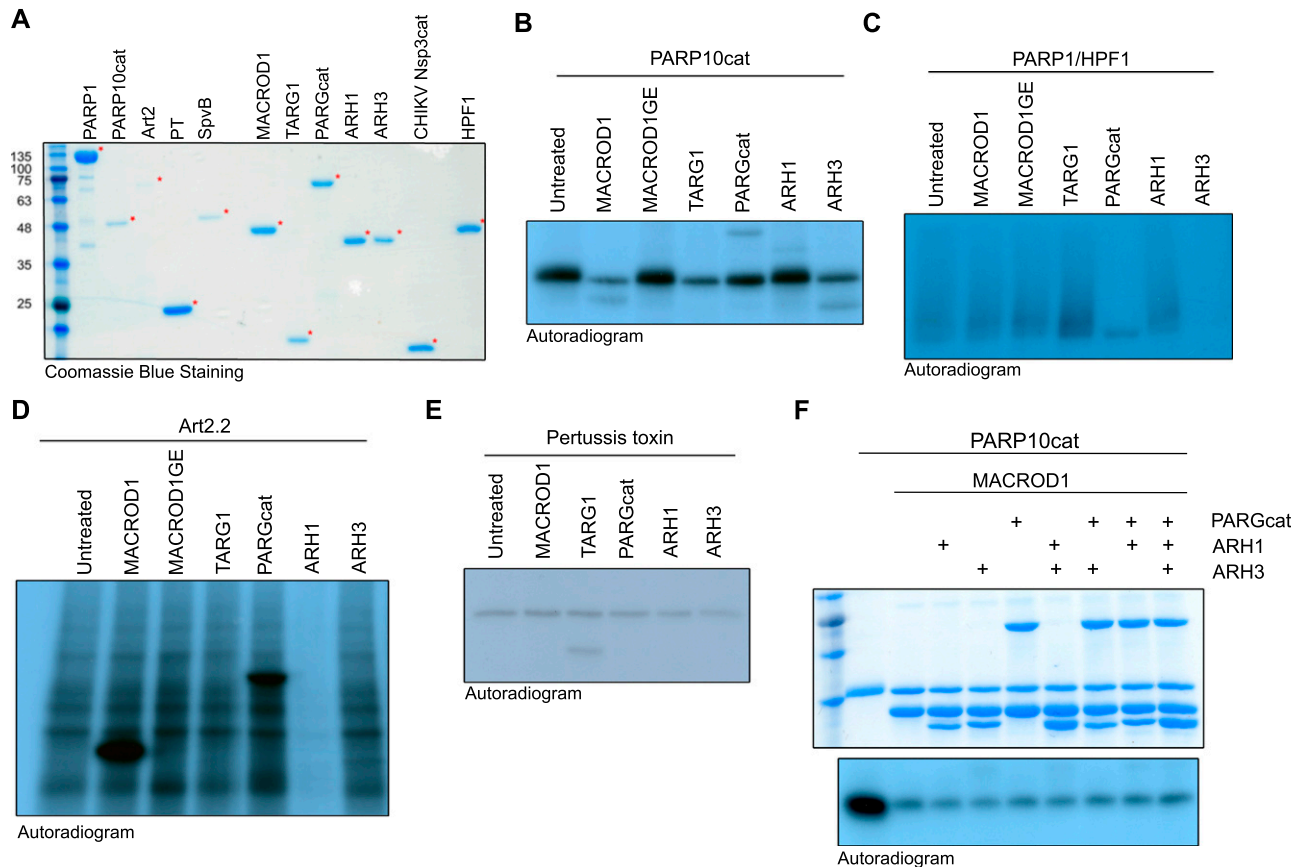 A
PARP1
PARP10cat
Art2
PT
SpvB
MACROD1
TARG1
PARGcat
ARH1
ARH3
CHIKV Nsp3cat
HPF1
135
100
75
63
48
35
25
Coomassie Blue Staining
B
PARP10cat
Untreated
MACROD1
MACROD1GE
TARG1
PARGcat
ARH1
ARH3
Autoradiogram
C
PARP1/HPF1
Untreated
MACROD1
MACROD1GE
TARG1
PARGcat
ARH1
ARH3
Autoradiogram
D
Art2.2
Untreated
MACROD1
MACROD1GE
TARG1
PARGcat
ARH1
ARH3
Autoradiogram
E
Pertussis toxin
Untreated
MACROD1
TARG1
PARGcat
ARH1
ARH3
Autoradiogram
F
PARP10cat
MACROD1
+ + + + PARGcat
+ + + + ARH1
+ + + + ARH3
Autoradiogram